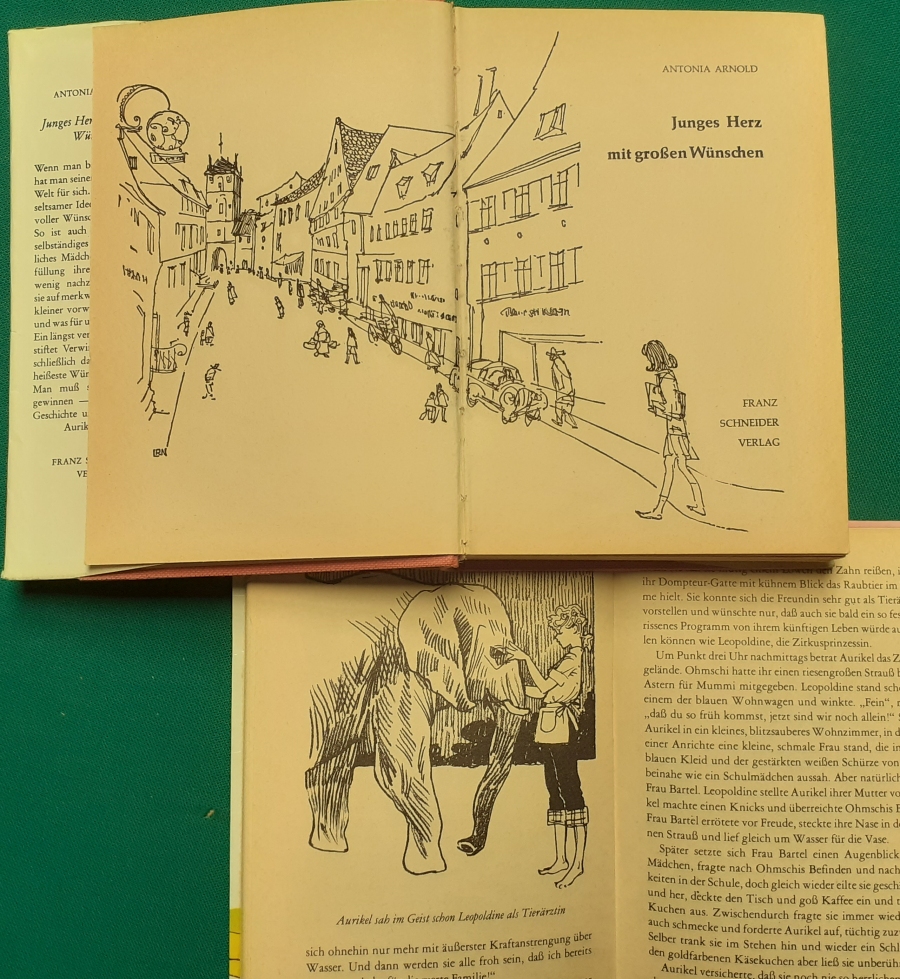 ANTONIA
Junges Her
Wü
Wenn man b
hat man seine
Welt für sich.
seltsamer Ide
voller Wünsc
So ist auch
selbständiges
liches Mädch
füllung ihre
wenig nachz
sie auf merkw
kleiner vorw
und was für u
Ein längst ver
stiftet Verwi
schließlich da
heißeste Wün
Man muß
gewinnen —
Geschichte u
Aurik
FRANZ S
VE
LBN
ANTONIA ARNOLD
Junges Herz
mit großen Wünschen
FRANZ
SCHNEIDER
VERLAG
Aurikel sah im Geist schon Leopoldine als Tierärztin
sich ohnehin nur mehr mit äußerster Kraftanstrengung über
Wasser. Und dann werden sie alle froh sein, daß ich bereits
Zahn reißen, i
ihr Dompteur-Gatte mit kühnem Blick das Raubtier im
me hielt. Sie konnte sich die Freundin sehr gut als Tierä
vorstellen und wünschte nur, daß auch sie bald ein so fes
rissenes Programm von ihrem künftigen Leben würde au
len können wie Leopoldine, die Zirkusprinzessin.
Um Punkt drei Uhr nachmittags betrat Aurikel das Z
gelände. Ohmschi hatte ihr einen riesengroßen Strauß b
Astern für Mummi mitgegeben. Leopoldine stand scho
einem der blauen Wohnwagen und winkte. „Fein“, r
„daß du so früh kommst, jetzt sind wir noch allein!“ S
Aurikel in ein kleines, blitzsauberes Wohnzimmer, in d
einer Anrichte eine kleine, schmale Frau stand, die in
blauen Kleid und der gestärkten weißen Schürze von
beinahe wie ein Schulmädchen aussah. Aber natürlich
Frau Bartel. Leopoldine stellte Aurikel ihrer Mutter vo
kel machte einen Knicks und überreichte Ohmschis B
Frau Bartel errötete vor Freude, steckte ihre Nase in de
nen Strauß und lief gleich um Wasser für die Vase.
Später setzte sich Frau Bartel einen Augenblick
Mädchen, fragte nach Ohmschis Befinden und nach
keiten in der Schule, doch gleich wieder eilte sie geschä
und her, deckte den Tisch und goß Kaffee ein und t
Kuchen aus. Zwischendurch fragte sie immer wied
auch schmecke und forderte Aurikel auf, tüchtig zuz
Selber trank sie im Stehen hin und wieder ein Schl
den goldfarbenen Käsekuchen aber ließ sie unberüh
Aurikel versicherte, daß sie noch nie so herrlichen